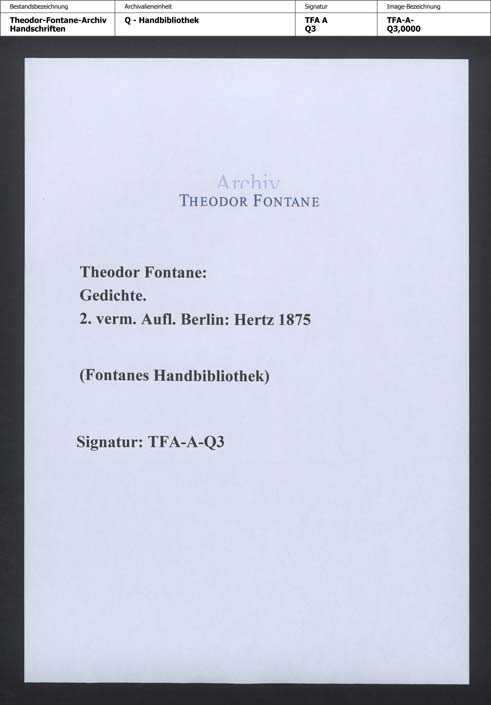 Bestandsbezeichnung Archivalieneinheit Signatur Image-Bezeichnung
Theodor-Fontane-Archiv Q - Handbibliothek TFA A TFA-A-
Handschriften Q3 Q3,0000
Archiv
THEODOR FONTANE
Theodor Fontane:
Gedichte.
2. verm. Aufl. Berlin: Hertz 1875
(Fontanes Handbibliothek)
Signatur: TFA-A-Q3